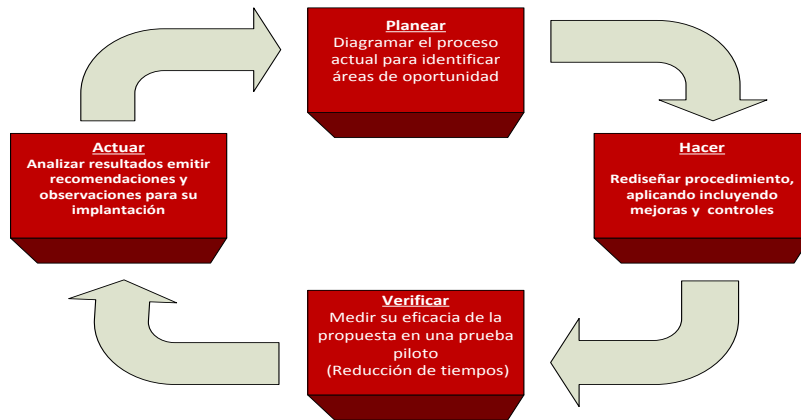 Planear
Diagramar el proceso
actual para identificar
áreas de oportunidad
Hacer
Rediseñar procedimiento,
aplicando incluyendo
mejoras y controles
Verificar
Medir su eficacia de la
propuesta en una prueba
piloto
(Reducción de tiempos)
Actuar
Analizar resultados emitir
recomendaciones y
observaciones para su
implantación